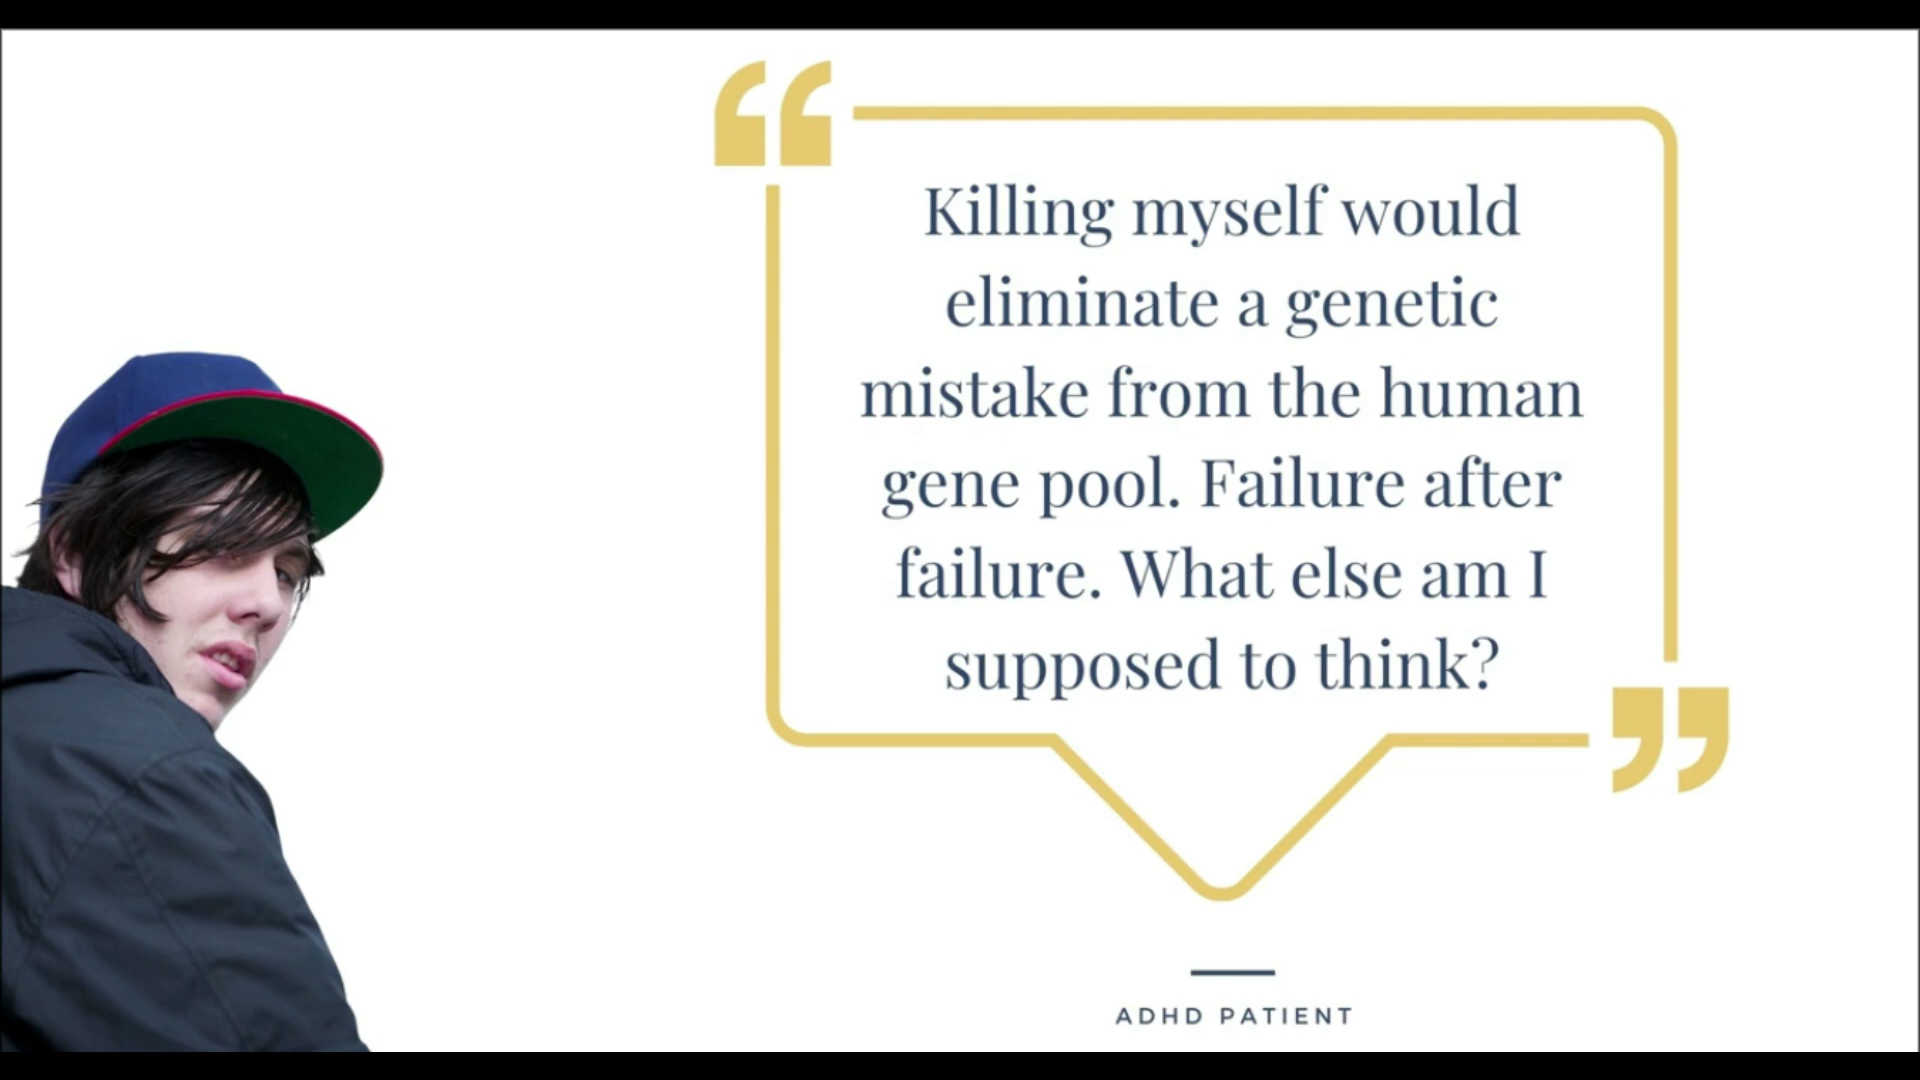 Killing myself would
eliminate a genetic
mistake from the human
gene pool. Failure after
failure. What else am I
supposed to think?
ADHD PATIENT